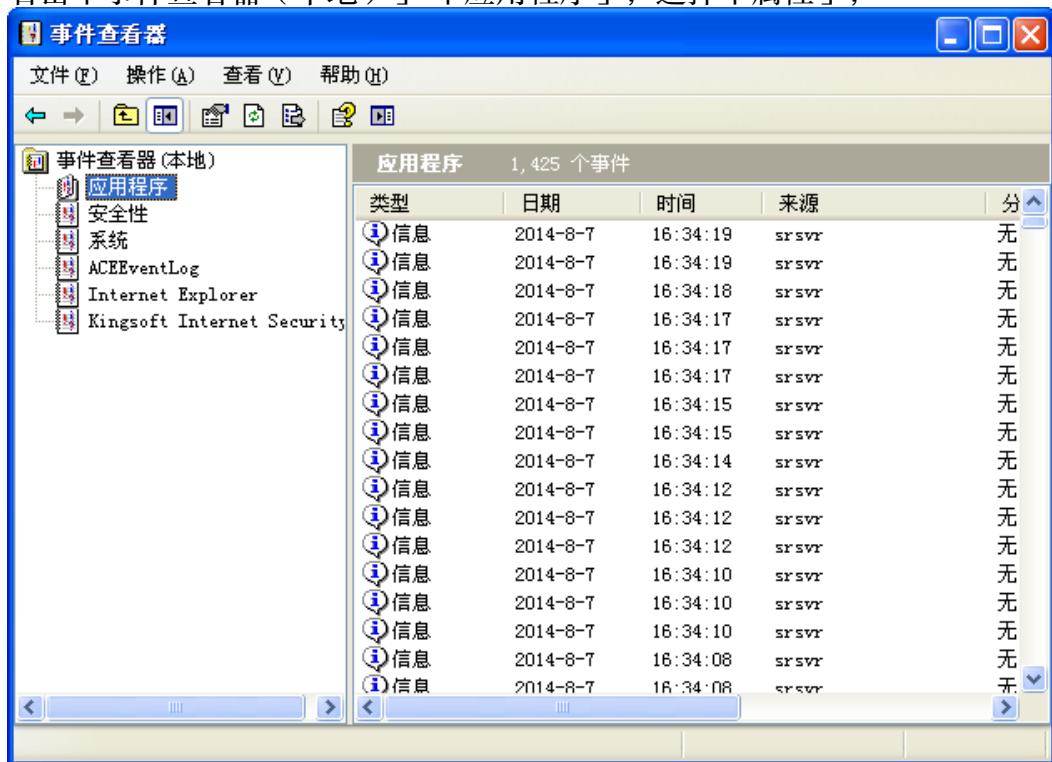 事件查看器
文件(F) 操作(A) 查看(V) 帮助(H)
事件查看器(本地)
应用程序
安全性
系统
ACEEventLog
Internet Explorer
Kingsoft Internet Security
应用程序 1,425 个事件
类型 日期 时间 来源 分
信息 2014-8-7 16:34:19 srsvr 无
信息 2014-8-7 16:34:19 srsvr 无
信息 2014-8-7 16:34:18 srsvr 无
信息 2014-8-7 16:34:17 srsvr 无
信息 2014-8-7 16:34:17 srsvr 无
信息 2014-8-7 16:34:17 srsvr 无
信息 2014-8-7 16:34:15 srsvr 无
信息 2014-8-7 16:34:15 srsvr 无
信息 2014-8-7 16:34:14 srsvr 无
信息 2014-8-7 16:34:12 srsvr 无
信息 2014-8-7 16:34:12 srsvr 无
信息 2014-8-7 16:34:12 srsvr 无
信息 2014-8-7 16:34:10 srsvr 无
信息 2014-8-7 16:34:10 srsvr 无
信息 2014-8-7 16:34:10 srsvr 无
信息 2014-8-7 16:34:08 srsvr 无
信息 2014-8-7 16:34:08 srsvr 无